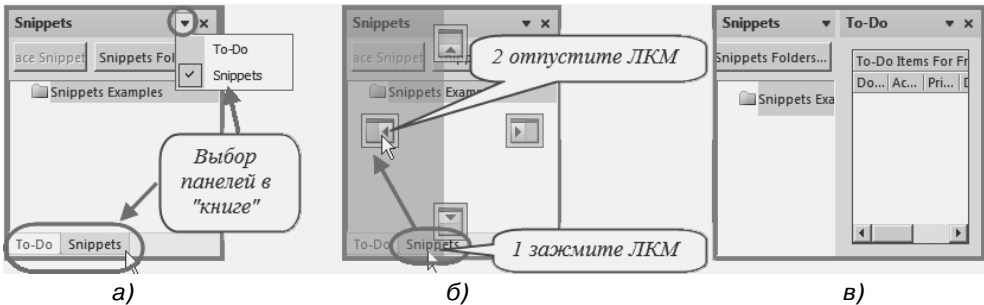 Snippets
ace Snippet Snippets Fol
To-Do
Snippets
Snippets Examples
Выбор
панелей в
"книге"
To-Do Snippets
а)
Snippets
ace Snippet
Snippets Exam
2 отпустите ЛКМ
To-Do Snippets
1 зажмите ЛКМ
б)
Snippets To-Do
Snippets Folders...
Snippets Exa
To-Do Items For Fr
Do... Ac... Pri... D
в)